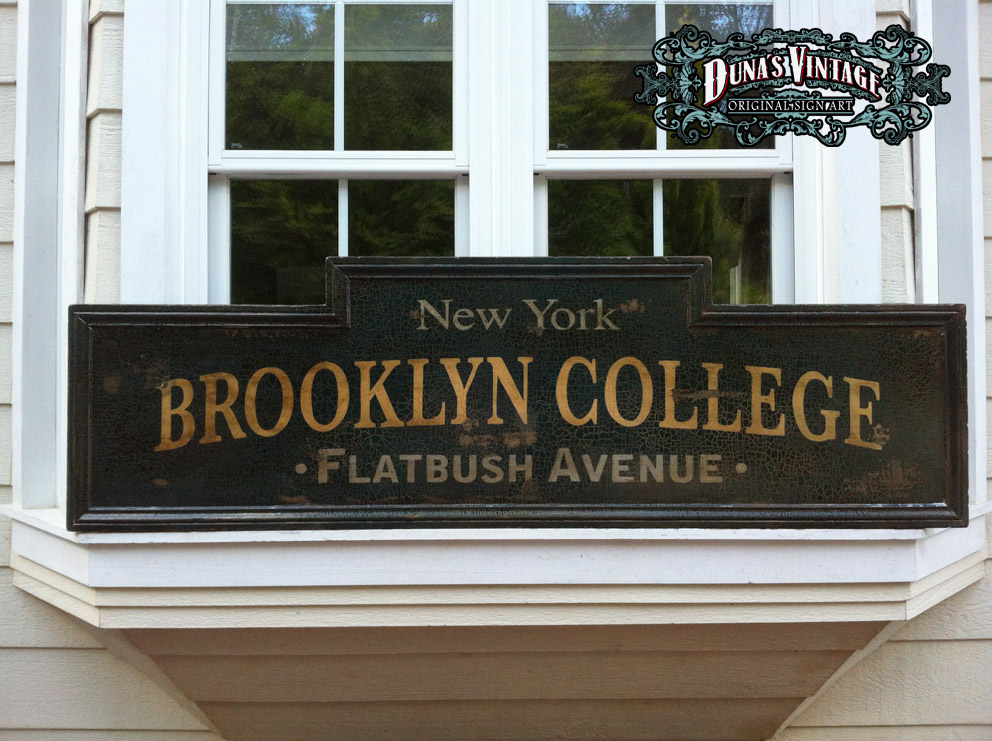 DUNA'S VINTAGE
ORIGINAL SIGN ART
New York
BROOKLYN COLLEGE
• FLATBUSH AVENUE •